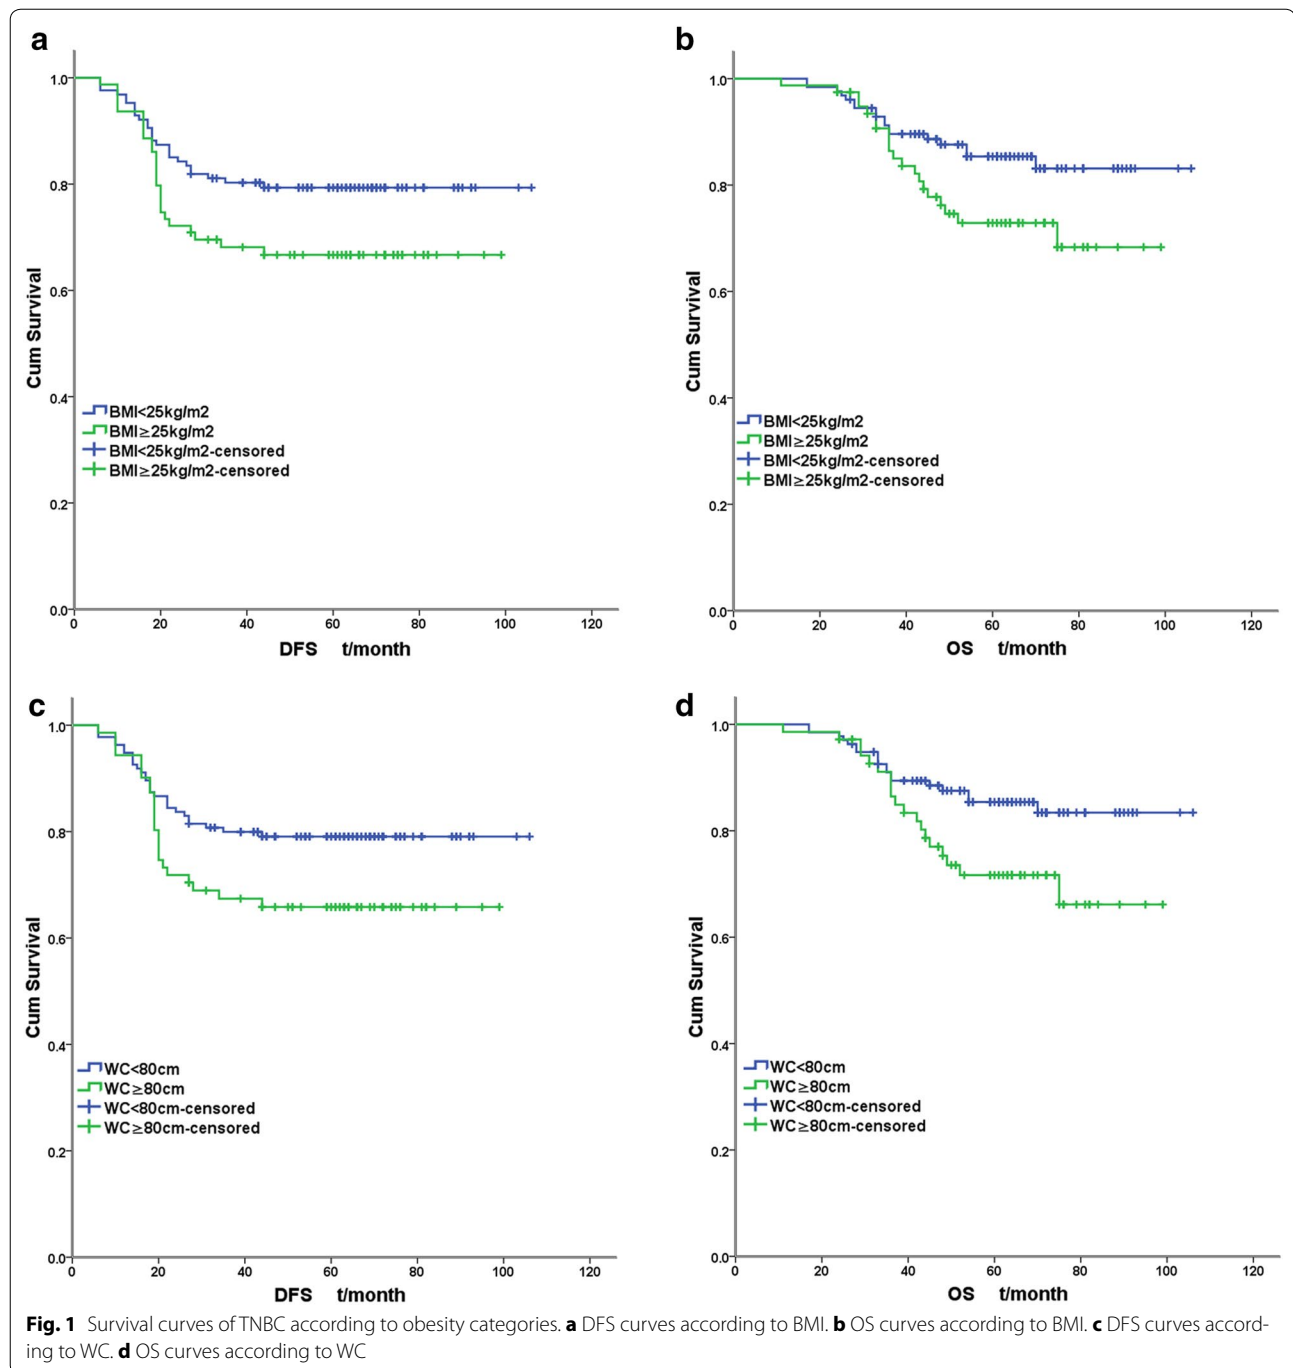 a
1.0
0.8
0.6
0.4
0.2
0.0
Cum Survival
BMI<25kg/m2
BMI≥25kg/m2
BMI<25kg/m2-censored
BMI≥25kg/m2-censored
0 20 40 60 80 100 120
DFS t/month
b
1.0
0.8
0.6
0.4
0.2
0.0
Cum Survival
BMI<25kg/m2
BMI≥25kg/m2
BMI<25kg/m2-censored
BMI≥25kg/m2-censored
0 20 40 60 80 100 120
OS t/month
c
1.0
0.8
0.6
0.4
0.2
0.0
Cum Survival
WC<80cm
WC≥80cm
WC<80cm-censored
WC≥80cm-censored
0 20 40 60 80 100 120
DFS t/month
d
1.0
0.8
0.6
0.4
0.2
0.0
Cum Survival
WC<80cm
WC≥80cm
WC<80cm-censored
WC≥80cm-censored
0 20 40 60 80 100 120
OS t/month
Fig. 1 Survival curves of TNBC according to obesity categories. a DFS curves according to BMI. b OS curves according to BMI. c DFS curves accord-
ing to WC. d OS curves according to WC